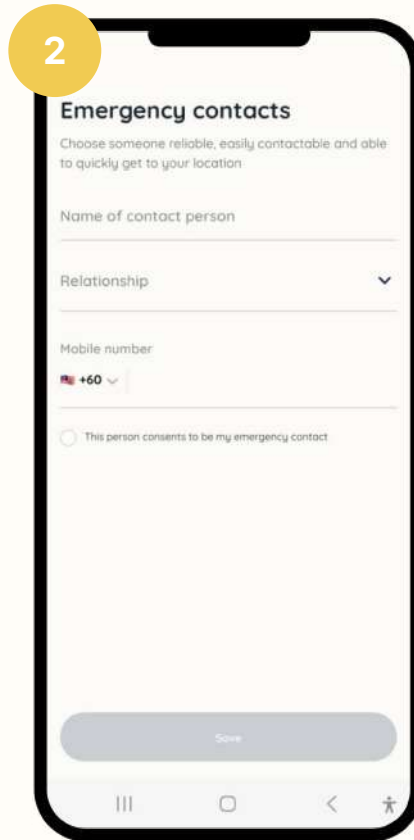 2
Emergency contacts
Choose someone reliable, easily contactable and able
to quickly get to your location
Name of contact person
Relationship
Mobile number
+60
This person consents to be my emergency contact
Save